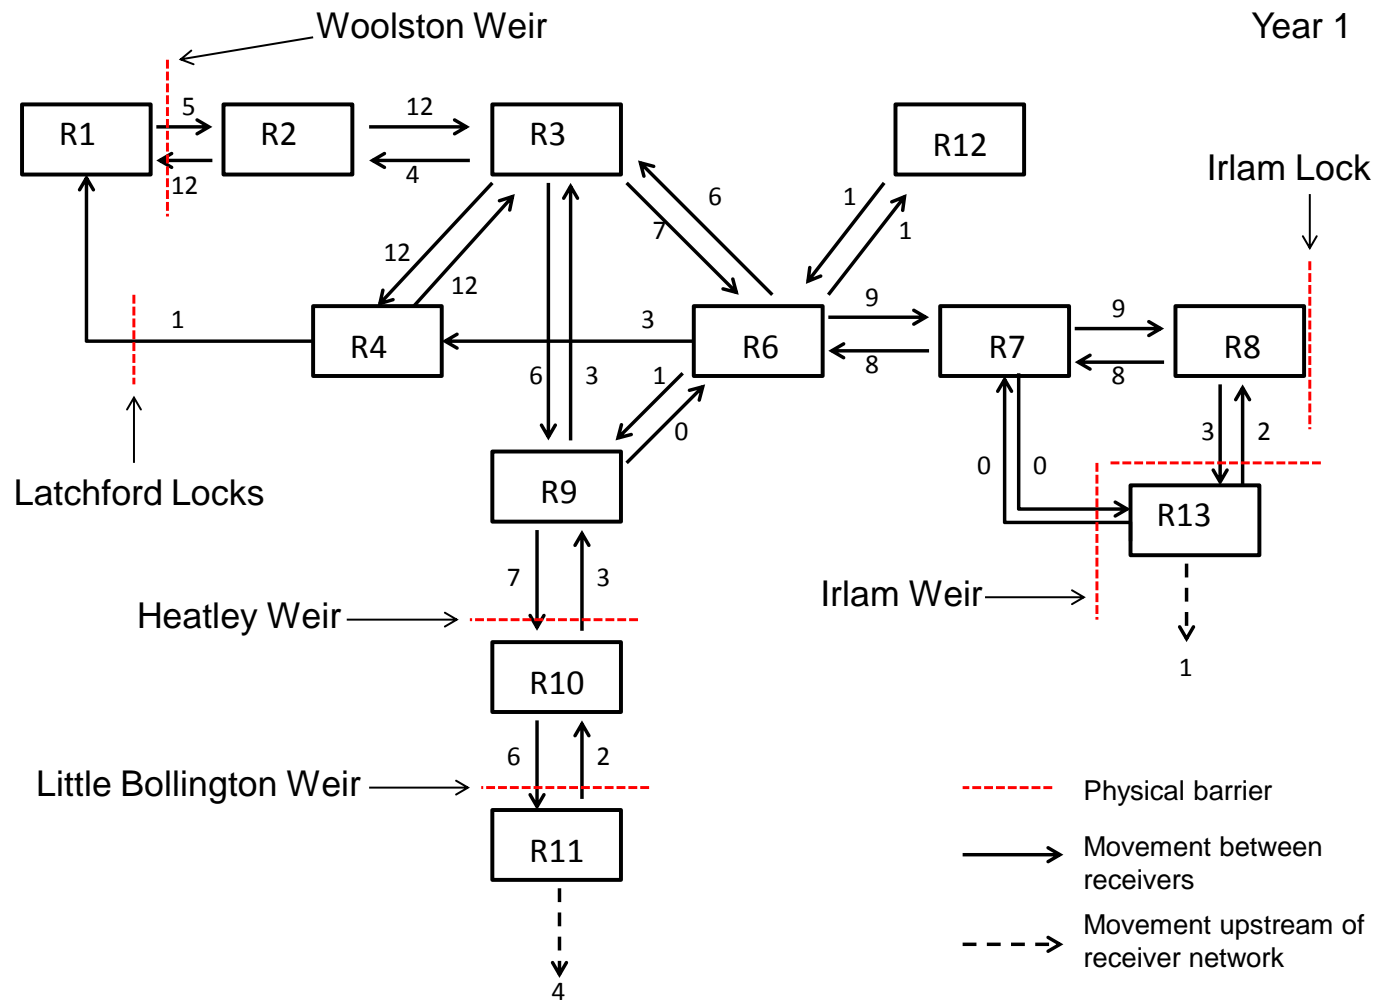 Woolston Weir
Year 1
R1
5
12
R2
12
4
R3
R12
Irlam Lock
6
7
1
1
12
12
1
R4
3
R6
9
8
R7
9
8
R8
6
3
1
0
3
2
0
0
Latchford Locks
R9
R13
7
3
Irlam Weir
Heatley Weir
1
R10
6
2
Little Bollington Weir
R11
4
Physical barrier
Movement between
receivers
Movement upstream of
receiver network